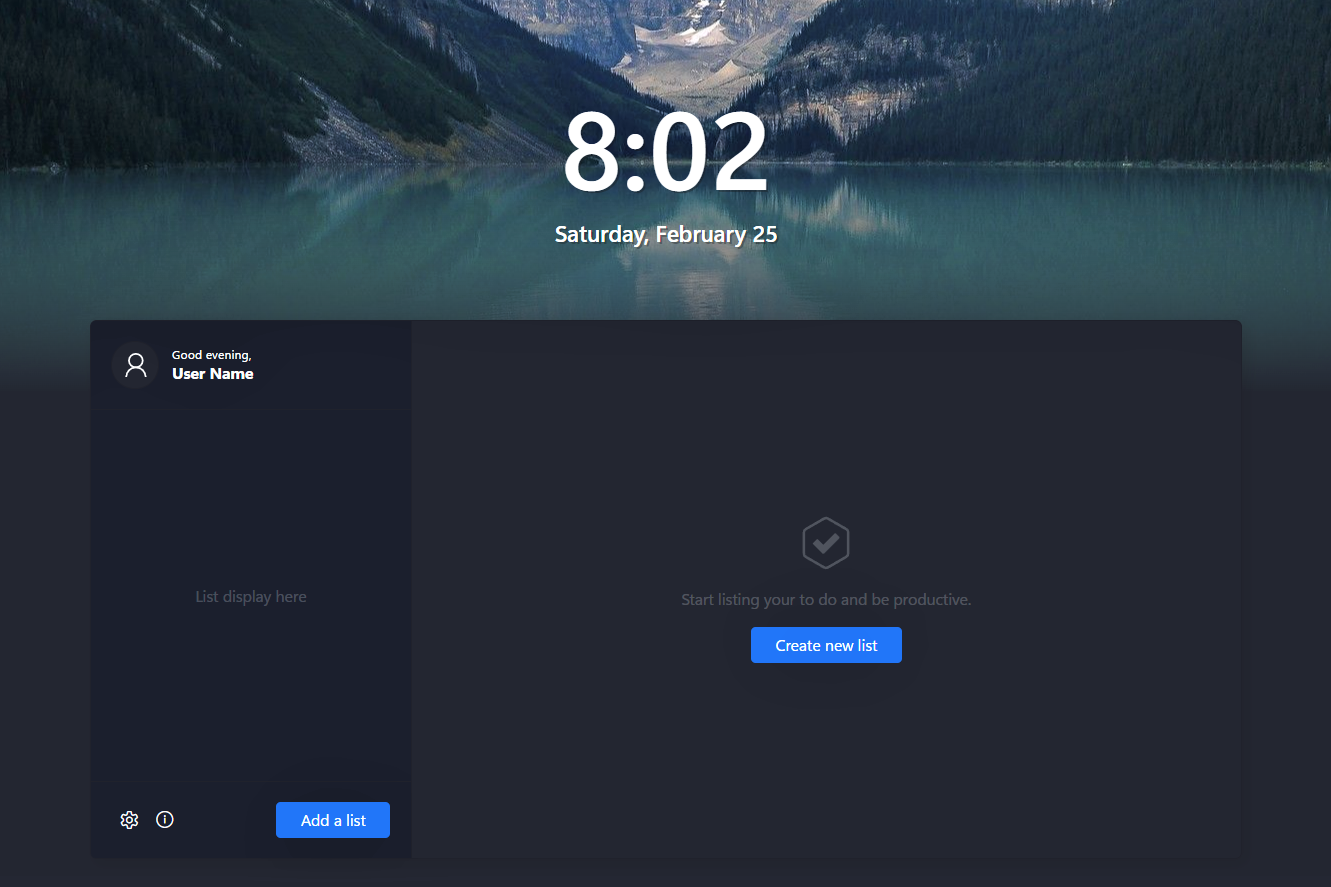 8:02
Saturday, February 25
Good evening,
User Name
List display here
Start listing your to do and be productive.
Create new list
Add a list